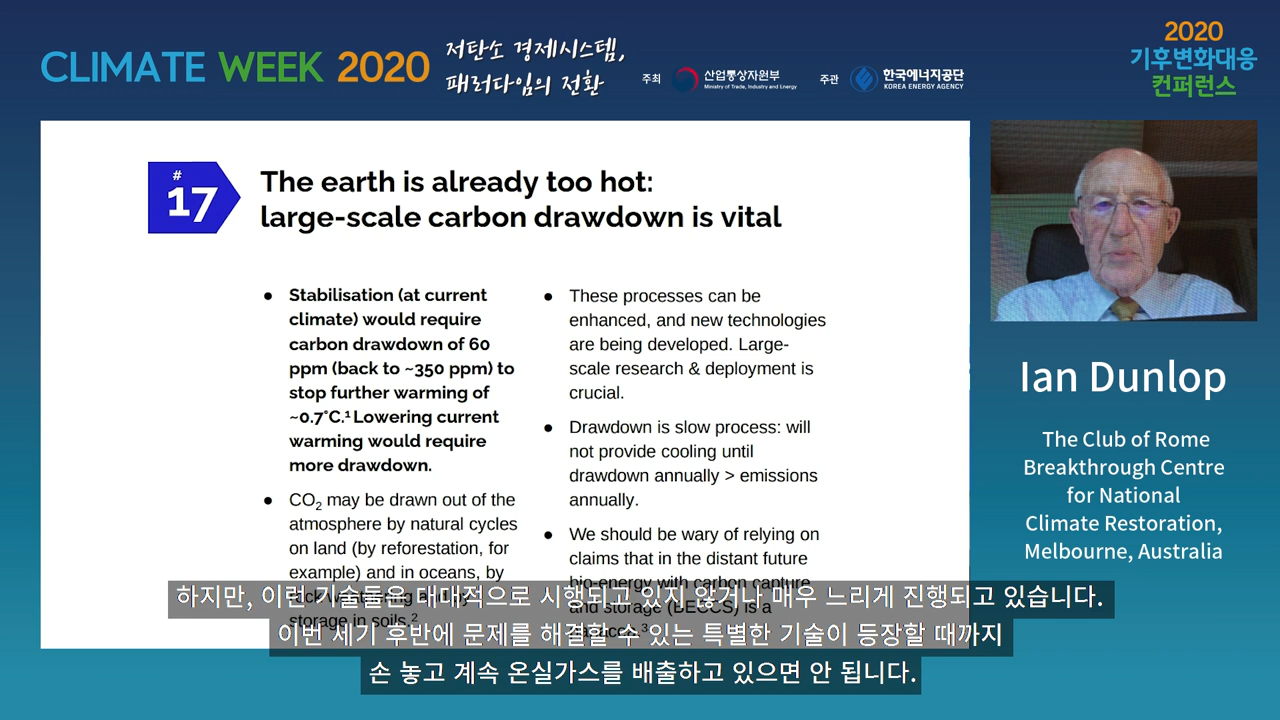 CLIMATE WEEK 2020
저탄소 경제시스템,
패러다임의 전환
주최
산업통상자원부
Ministry of Trade, Industry and Energy
주관
한국에너지공단
KOREA ENERGY AGENCY
2020
기후변화대응
컨퍼런스
#
17
The earth is already too hot:
large-scale carbon drawdown is vital
● Stabilisation (at current
climate) would require
carbon drawdown of 60
ppm (back to ~350 ppm) to
stop further warming of
~0.7°C.¹ Lowering current
warming would require
more drawdown.
● CO₂ may be drawn out of the
atmosphere by natural cycles
on land (by reforestation, for
example) and in oceans, by
storage in soils.²
● These processes can be
enhanced, and new technologies
are being developed. Large-
scale research & deployment is
crucial.
● Drawdown is slow process: will
not provide cooling until
drawdown annually > emissions
annually.
● We should be wary of relying on
claims that in the distant future
bio-energy with carbon capture
and storage (BECCS) is a
Ian Dunlop
The Club of Rome
Breakthrough Centre
for National
Climate Restoration,
Melbourne, Australia
하지만, 이런 기술들은 대대적으로 시행되고 있지 않거나 매우 느리게 진행되고 있습니다.
이번 세기 후반에 문제를 해결할 수 있는 특별한 기술이 등장할 때까지
손 놓고 계속 온실가스를 배출하고 있으면 안 됩니다.